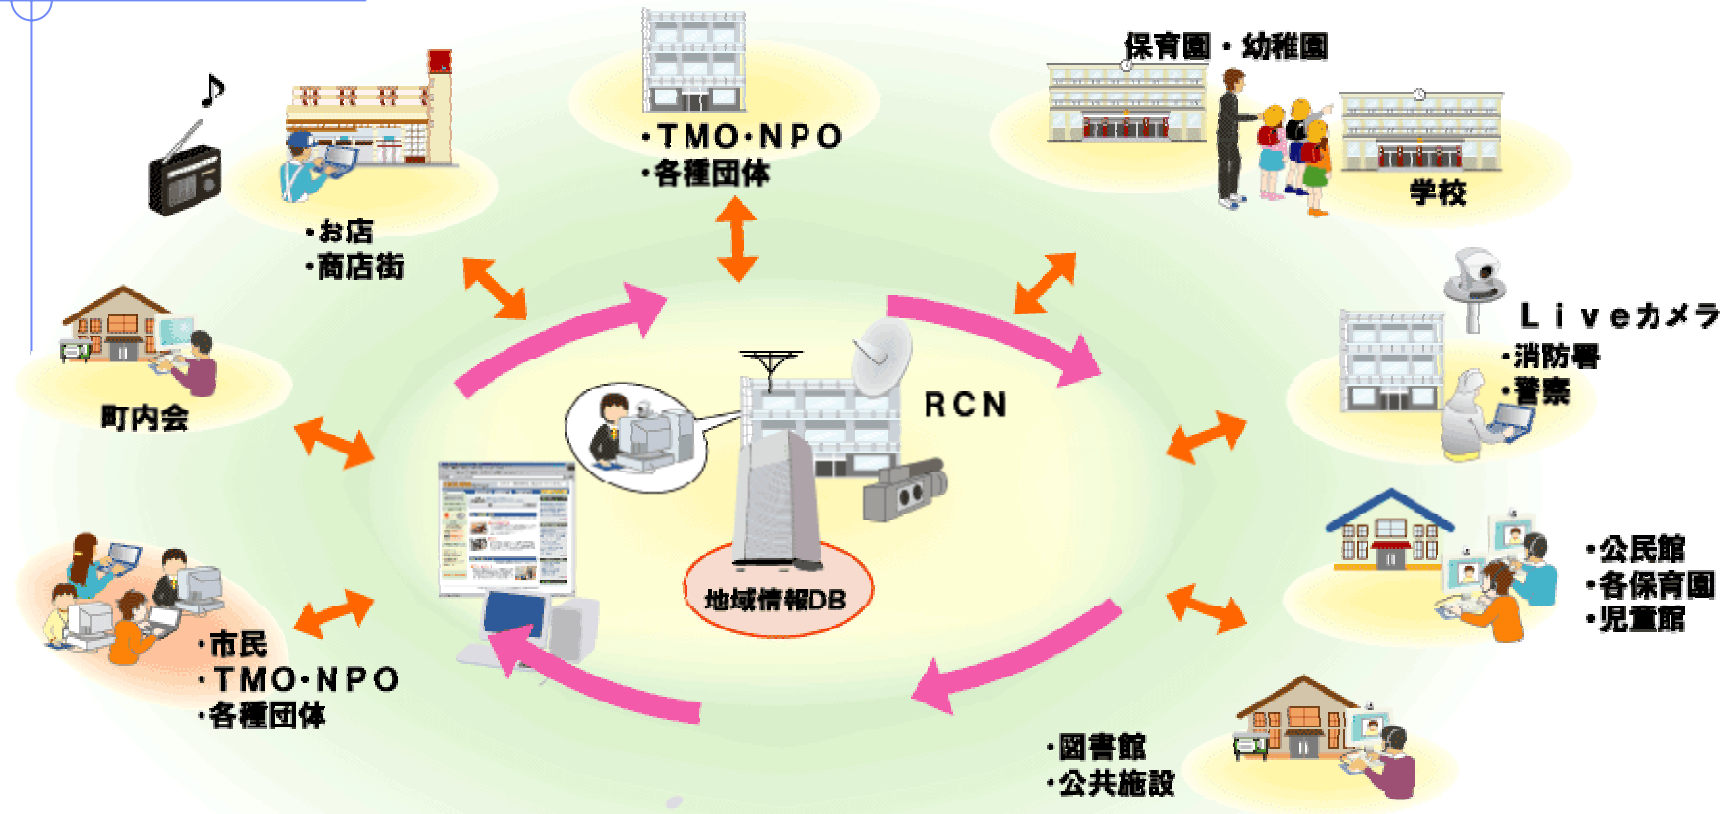 保育園・幼稚園
・ＴＭＯ・ＮＰＯ
・各種団体
学校
・お店
・商店街
Ｌｉｖｅカメラ
・消防署
・警察
町内会
ＲＣＮ
・公民館
・各保育園
・児童館
地域情報DB
・市民
・ＴＭＯ・ＮＰＯ
・各種団体
・図書館
・公共施設